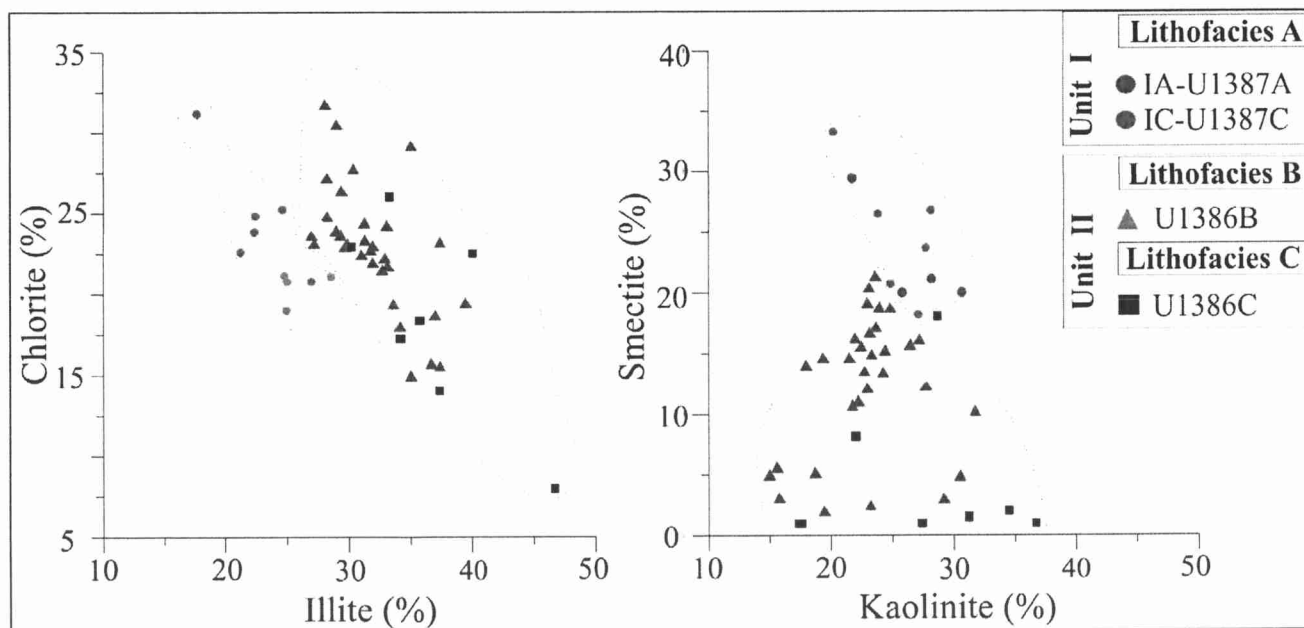 35
25
15
5
Chlorite (%)
10 20 30 40 50
Illite (%)
40
30
20
10
0
Smectite (%)
10 20 30 40 50
Kaolinite (%)
Unit I
Lithofacies A
IA-U1387A
IC-U1387C
Unit II
Lithofacies B
U1386B
Lithofacies C
U1386C